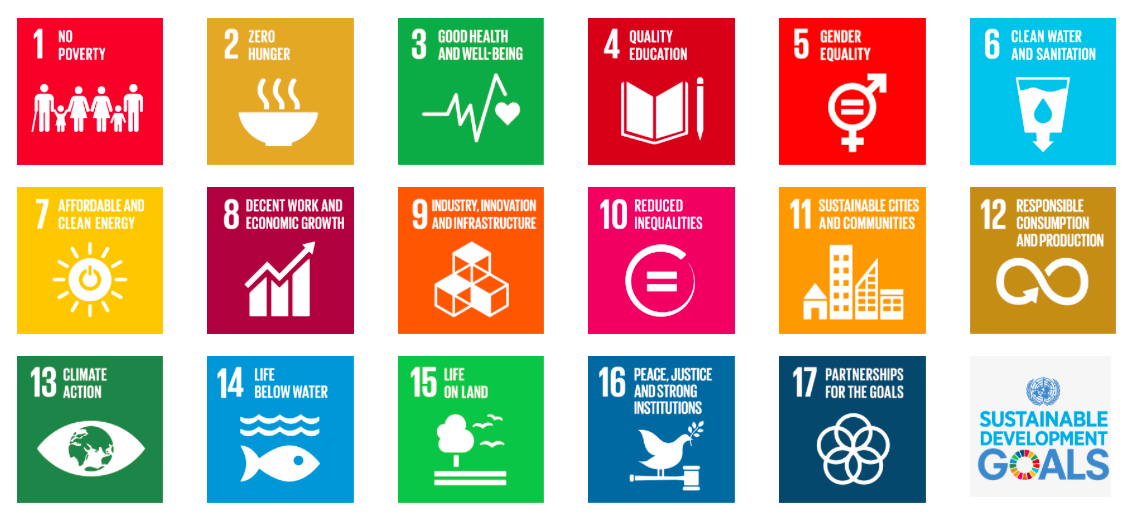 1 NO
POVERTY
2 ZERO
HUNGER
3 GOOD HEALTH
AND WELL-BEING
4 QUALITY
EDUCATION
5 GENDER
EQUALITY
6 CLEAN WATER
AND SANITATION
7 AFFORDABLE AND
CLEAN ENERGY
8 DECENT WORK AND
ECONOMIC GROWTH
9 INDUSTRY, INNOVATION
AND INFRASTRUCTURE
10 REDUCED
INEQUALITIES
11 SUSTAINABLE CITIES
AND COMMUNITIES
12 RESPONSIBLE
CONSUMPTION
AND PRODUCTION
13 CLIMATE
ACTION
14 LIFE
BELOW WATER
15 LIFE
ON LAND
16 PEACE, JUSTICE
AND STRONG
INSTITUTIONS
17 PARTNERSHIPS
FOR THE GOALS
SUSTAINABLE
DEVELOPMENT
GOALS